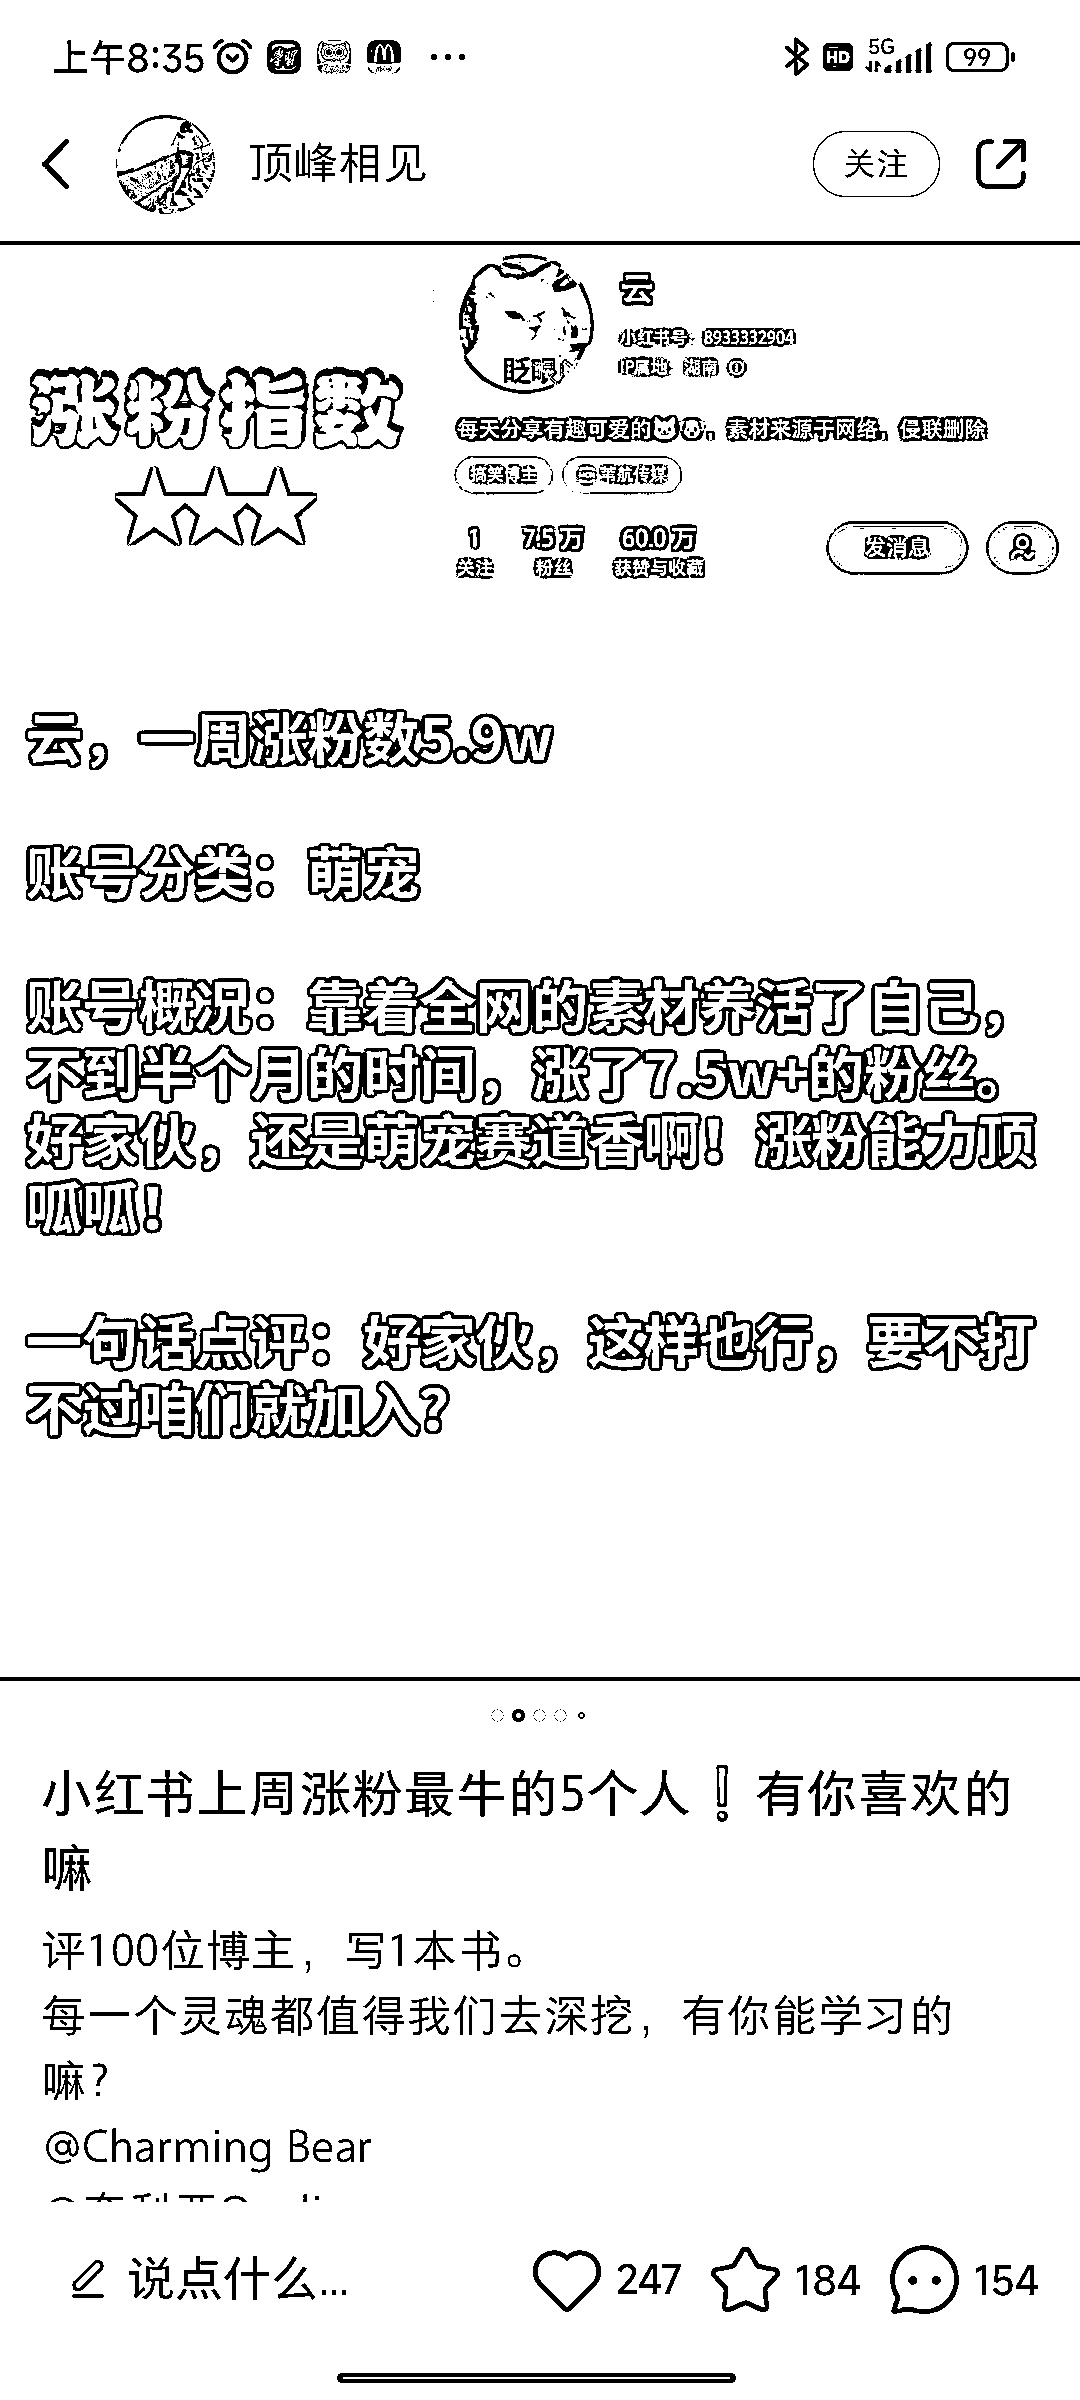 上午8:35 ... HD 5G 99
顶峰相见 关注
涨粉指数
云
小红书号: 8933332904
IP属地: 湖南
眨眼
每天分享有趣可爱的🐱🐶，素材来源于网络，侵联删除
搞笑博主
1 7.5万 60.0万
关注 粉丝 获赞与收藏
发消息
云，一周涨粉数5.9w
账号分类：萌宠
账号概况：靠着全网的素材养活了自己，
不到半个月的时间，涨了7.5w+的粉丝。
好家伙，还是萌宠赛道香啊！涨粉能力顶
呱呱！
一句话点评：好家伙，这样也行，要不打
不过咱们就加入？
小红书上周涨粉最牛的5个人❗有你喜欢的
嘛
评100位博主，写1本书。
每一个灵魂都值得我们去深挖，有你能学习的
嘛？
@Charming Bear
说点什么... 247 184 154